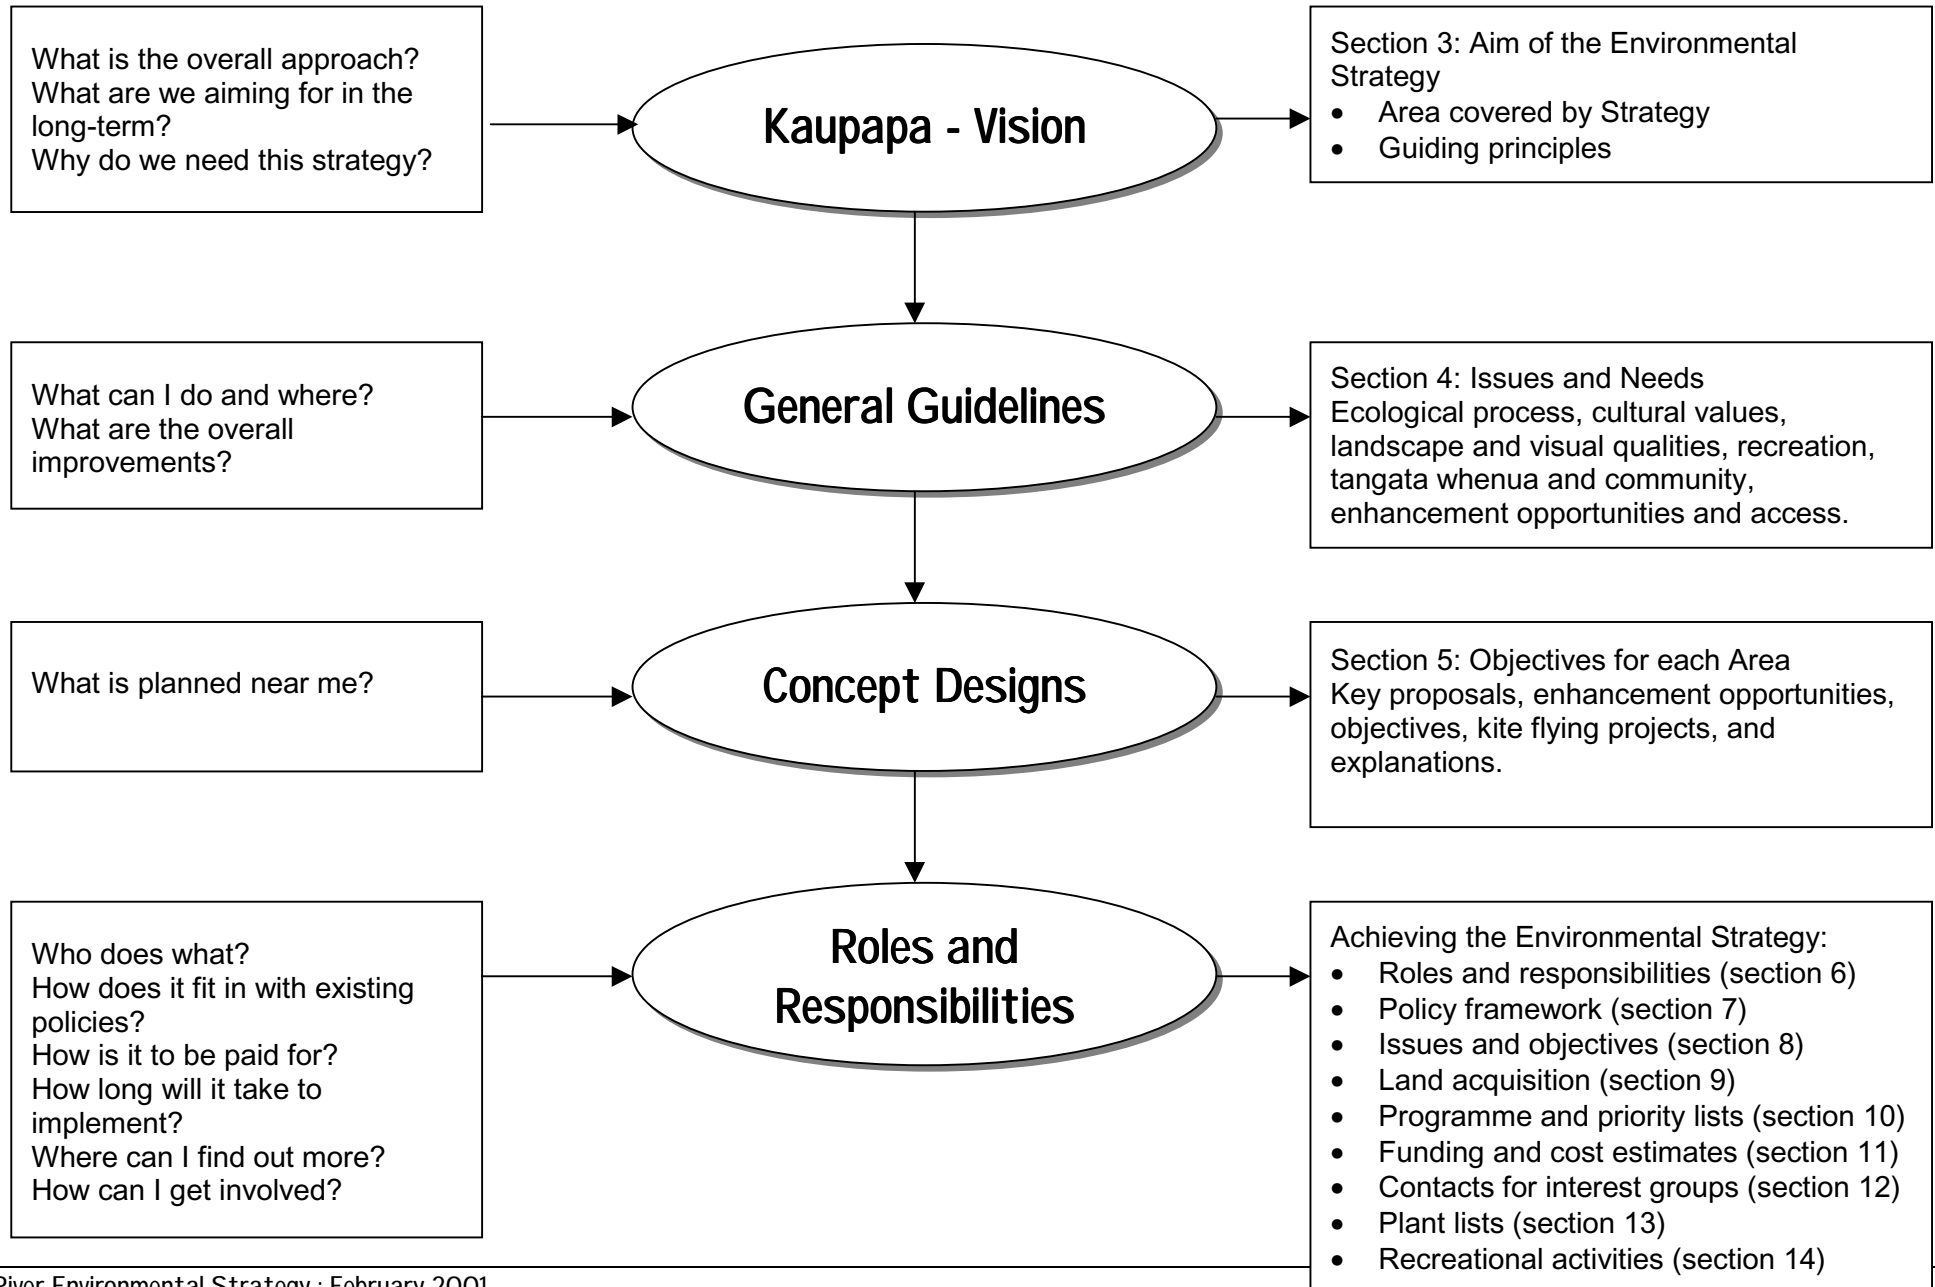 What is the overall approach?
What are we aiming for in the
long-term?
Why do we need this strategy?
Kaupapa - Vision
Section 3: Aim of the Environmental
Strategy
• Area covered by Strategy
• Guiding principles
What can I do and where?
What are the overall
improvements?
General Guidelines
Section 4: Issues and Needs
Ecological process, cultural values,
landscape and visual qualities, recreation,
tangata whenua and community,
enhancement opportunities and access.
What is planned near me?
Concept Designs
Section 5: Objectives for each Area
Key proposals, enhancement opportunities,
objectives, kite flying projects, and
explanations.
Who does what?
How does it fit in with existing
policies?
How is it to be paid for?
How long will it take to
implement?
Where can I find out more?
How can I get involved?
Roles and
Responsibilities
Achieving the Environmental Strategy:
• Roles and responsibilities (section 6)
• Policy framework (section 7)
• Issues and objectives (section 8)
• Land acquisition (section 9)
• Programme and priority lists (section 10)
• Funding and cost estimates (section 11)
• Contacts for interest groups (section 12)
• Plant lists (section 13)
• Recreational activities (section 14)
River Environmental Strategy : February 2001